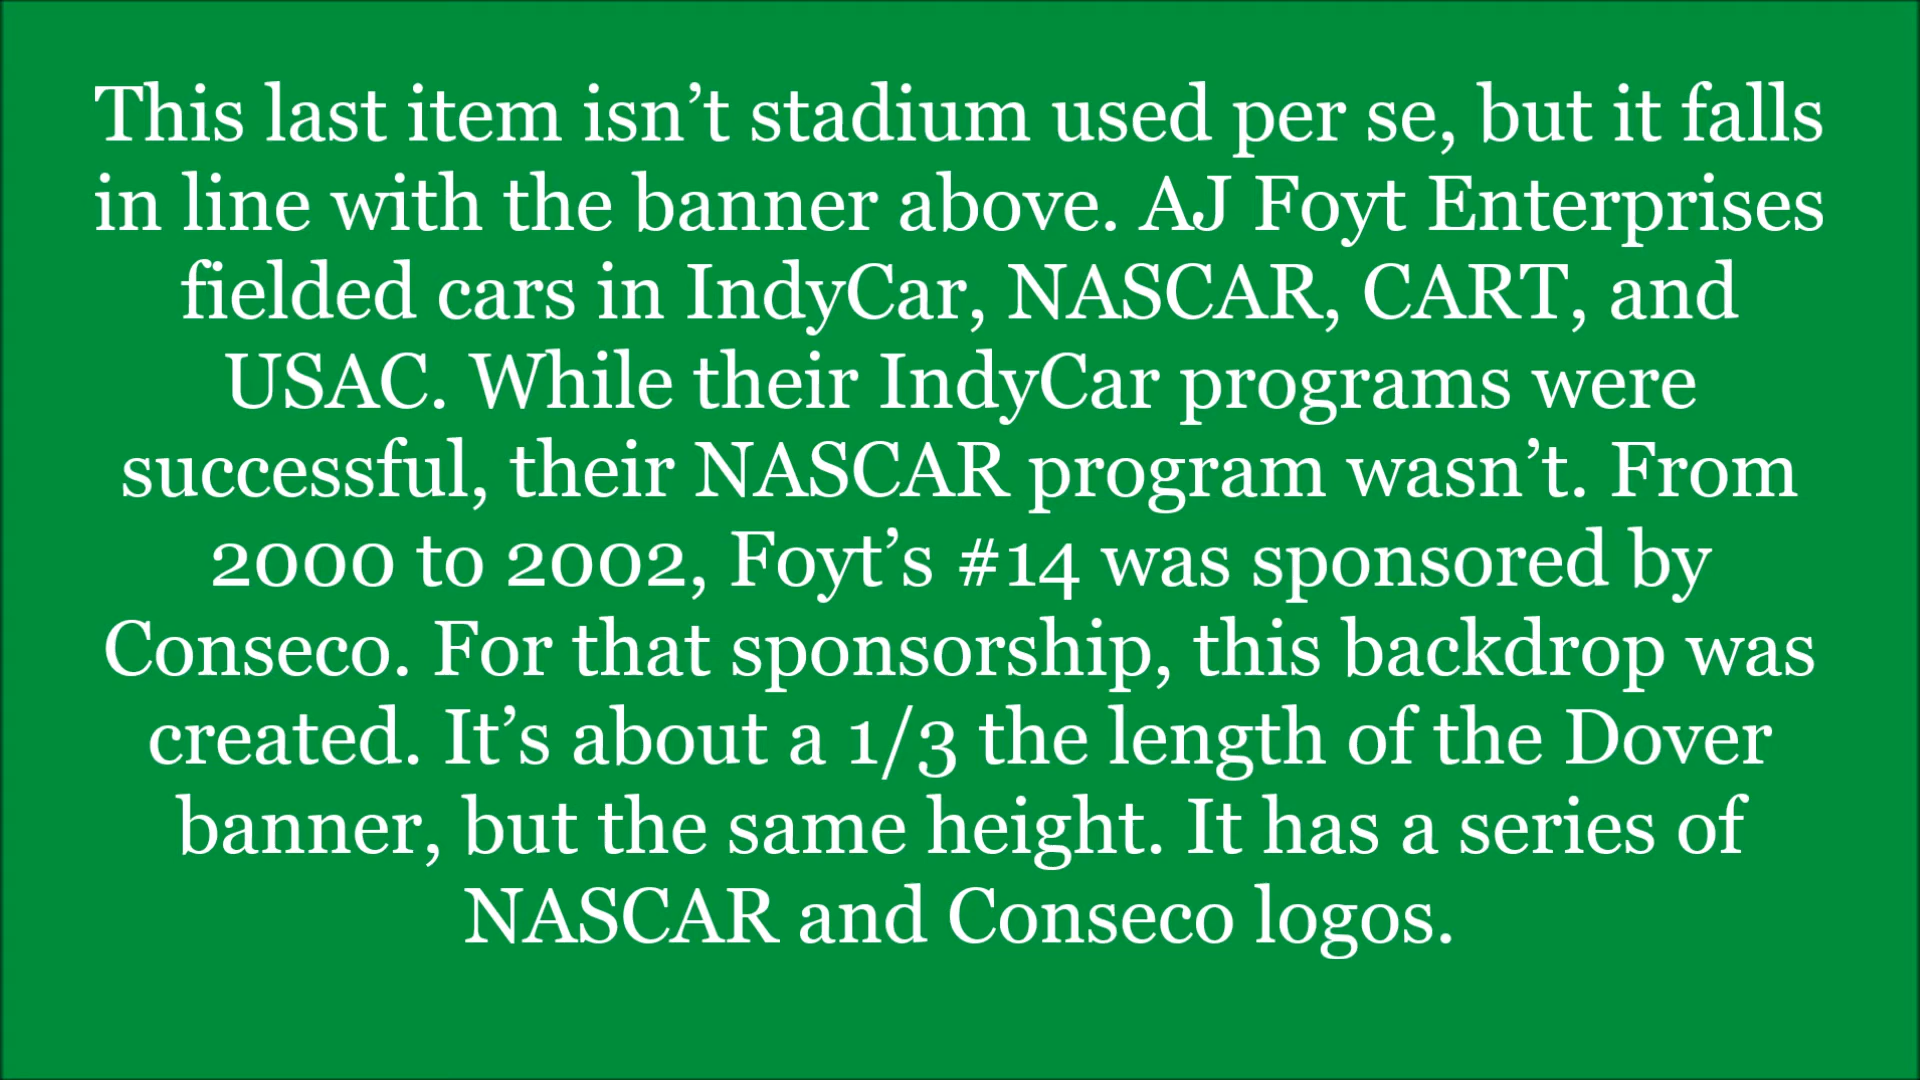 This last item isn’t stadium used per se, but it falls
in line with the banner above. AJ Foyt Enterprises
fielded cars in IndyCar, NASCAR, CART, and
USAC. While their IndyCar programs were
successful, their NASCAR program wasn’t. From
2000 to 2002, Foyt’s #14 was sponsored by
Conseco. For that sponsorship, this backdrop was
created. It’s about a 1/3 the length of the Dover
banner, but the same height. It has a series of
NASCAR and Conseco logos.